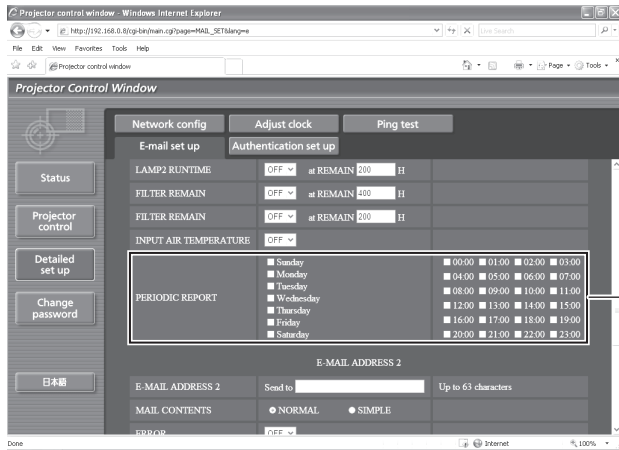 Projector control window - Windows Internet Explorer
http://192.168.0.8/cgi-bin/main.cgi?page=MAIL_SET&lang=e
Live Search
File Edit View Favorites Tools Help
Projector control window
Page Tools
Projector Control Window
Network config Adjust clock Ping test
E-mail set up Authentication set up
Status
Projector control
Detailed set up
Change password
日本語
LAMP2 RUNTIME OFF at REMAIN 200 H
FILTER REMAIN OFF at REMAIN 400 H
FILTER REMAIN OFF at REMAIN 200 H
INPUT AIR TEMPERATURE OFF
PERIODIC REPORT
Sunday
Monday
Tuesday
Wednesday
Thursday
Friday
Saturday
00:00 01:00 02:00 03:00
04:00 05:00 06:00 07:00
08:00 09:00 10:00 11:00
12:00 13:00 14:00 15:00
16:00 17:00 18:00 19:00
20:00 21:00 22:00 23:00
E-MAIL ADDRESS 2
E-MAIL ADDRESS 2 Send to Up to 63 characters
MAIL CONTENTS NORMAL SIMPLE
ERROR OFF
Done Internet 100%